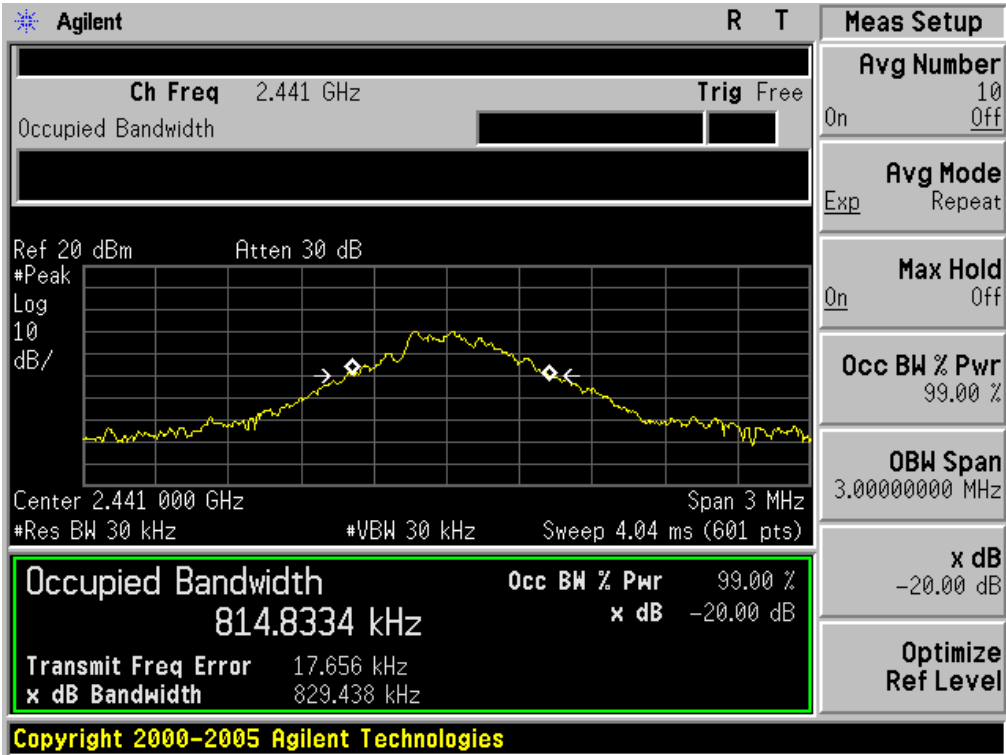 Agilent R T
Meas Setup
Ch Freq 2.441 GHz Trig Free
Occupied Bandwidth
Ref 20 dBm Atten 30 dB
#Peak
Log
10
dB/
Center 2.441 000 GHz Span 3 MHz
#Res BW 30 kHz #VBW 30 kHz Sweep 4.04 ms (601 pts)
Occupied Bandwidth Occ BW % Pwr 99.00 %
814.8334 kHz x dB -20.00 dB
Transmit Freq Error 17.656 kHz
x dB Bandwidth 829.438 kHz
Copyright 2000-2005 Agilent Technologies
Avg Number
10
On Off
Avg Mode
Exp Repeat
Max Hold
On Off
Occ BW % Pwr
99.00 %
OBW Span
3.00000000 MHz
x dB
-20.00 dB
Optimize
Ref Level